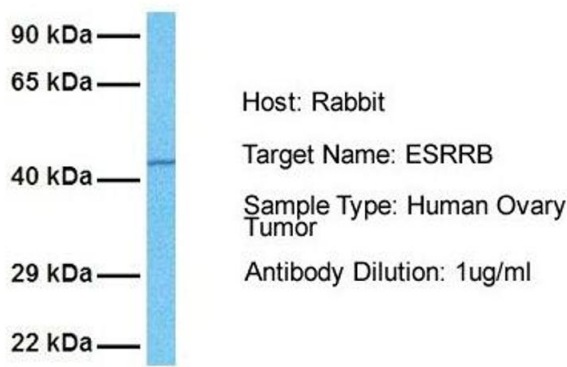 90 kDa
65 kDa
40 kDa
29 kDa
22 kDa
Host: Rabbit
Target Name: ESRRB
Sample Type: Human Ovary
Tumor
Antibody Dilution: 1ug/ml